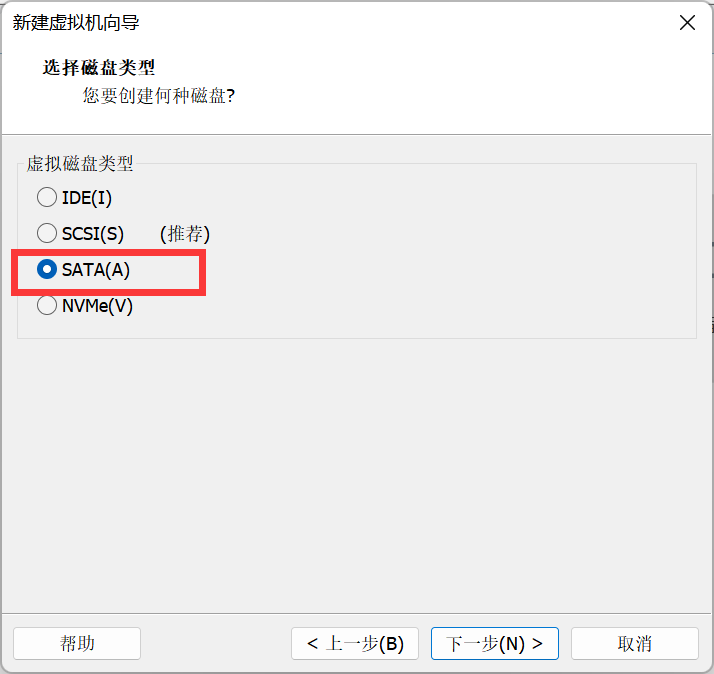 新建虚拟机向导
选择磁盘类型
您要创建何种磁盘?
虚拟磁盘类型
IDE(I)
SCSI(S) (推荐)
SATA(A)
NVMe(V)
帮助
< 上一步(B)
下一步(N) >
取消